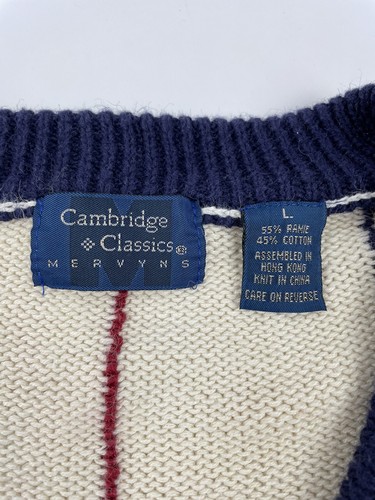 Cambridge
Classics®
MERVYNS
L
55% RAMIE
45% COTTON
ASSEMBLED IN
HONG KONG
KNIT IN CHINA
CARE ON REVERSE